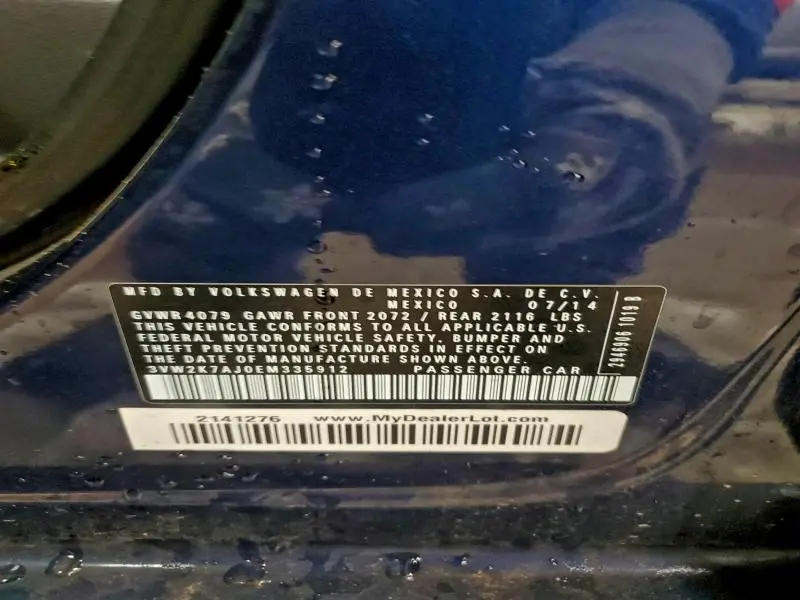 MFD BY VOLKSWAGEN DE MEXICO S.A. DE C.V.
MEXICO 07/14
GVWR 4079 GAWR FRONT 2072 / REAR 2116 LBS
THIS VEHICLE CONFORMS TO ALL APPLICABLE U.S.
FEDERAL MOTOR VEHICLE SAFETY, BUMPER AND
THEFT PREVENTION STANDARDS IN EFFECT ON
THE DATE OF MANUFACTURE SHOWN ABOVE.
3VW2K7AJ0EM335912 PASSENGER CAR
2141276 www.MyDealerLot.com